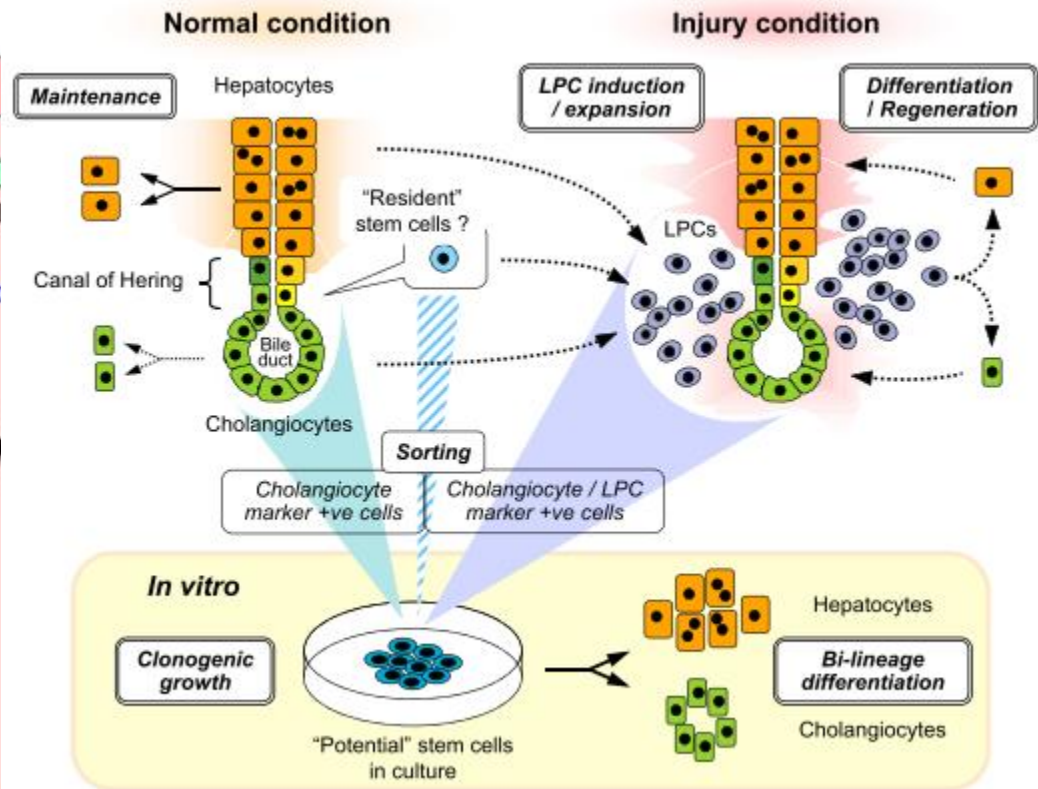 Normal condition
Injury condition
Maintenance
Hepatocytes
LPC induction
/ expansion
Differentiation
/ Regeneration
"Resident"
stem cells ?
LPCs
Canal of Hering
Bile
duct
Cholangiocytes
Sorting
Cholangiocyte
marker +ve cells
Cholangiocyte / LPC
marker +ve cells
In vitro
Clonogenic
growth
"Potential" stem cells
in culture
Hepatocytes
Bi-lineage
differentiation
Cholangiocytes